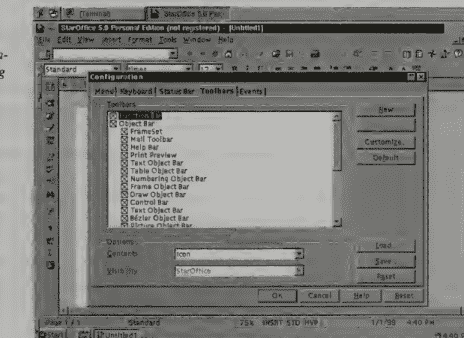 (Terminal) StarOffice 5.0 Per
StarOffice 5.0 Personal Edition (not registered) - [Untitled1]
File Edit View Insert Format Tools Window Help
Standard Times 12
Configuration
Menu Keyboard Status Bar Toolbars Events
Toolbars
Function Bar
Object Bar
FrameSet
Mail Toolbar
Help Bar
Print Preview
Text Object Bar
Table Object Bar
Numbering Object Bar
Frame Object Bar
Draw Object Bar
Control Bar
Text Object Bar
Bézier Object Bar
Picture Object Bar
New
Customize...
Default
Options
Contents Icon
StarOffice
Load...
Save...
Reset
OK Cancel Help Reset
Page 1 / 1 Standard 75% INSRT STD HYP 1/1/99 4:40 PM
Start Untitled1 4:40